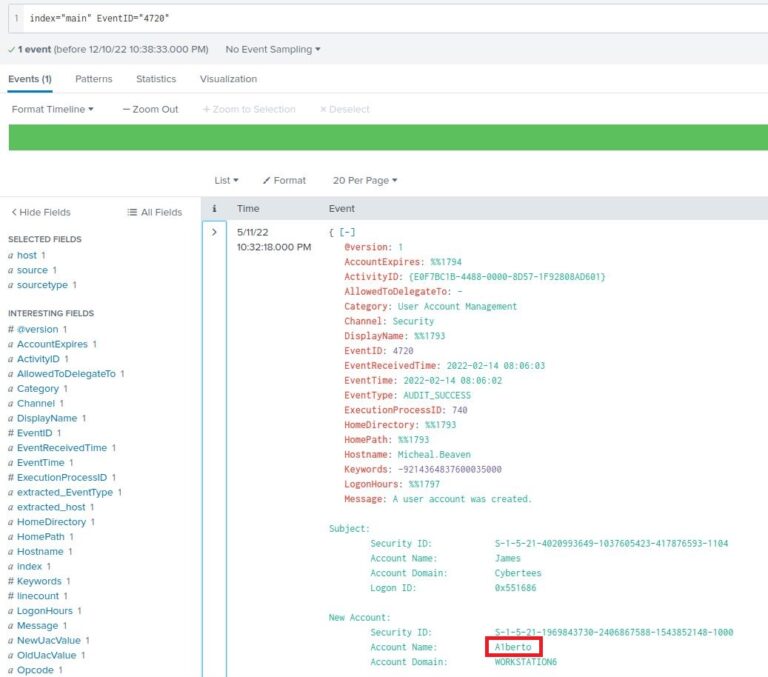 1 index="main" EventID="4720"
✓ 1 event (before 12/10/22 10:38:33.000 PM) No Event Sampling ▾
Events (1) Patterns Statistics Visualization
Format Timeline ▾ — Zoom Out + Zoom to Selection × Deselect
List ▾ Format 20 Per Page ▾
< Hide Fields All Fields i Time Event
SELECTED FIELDS
a host 1
a source 1
a sourcetype 1
INTERESTING FIELDS
# @version 1
a AccountExpires 1
a ActivityID 1
a AllowedToDelegateTo 1
a Category 1
a Channel 1
a DisplayName 1
# EventID 1
a EventReceivedTime 1
a EventTime 1
# ExecutionProcessID 1
a extracted_EventType 1
a extracted_host 1
a HomeDirectory 1
a HomePath 1
a Hostname 1
a index 1
# Keywords 1
# linecount 1
a LogonHours 1
a Message 1
a NewUacValue 1
a OldUacValue 1
a Opcode 1
> 5/11/22
10:32:18.000 PM
{ [-]
@version: 1
AccountExpires: %%1794
ActivityID: {E0F7BC1B-4488-0000-8D57-1F92808AD601}
AllowedToDelegateTo: -
Category: User Account Management
Channel: Security
DisplayName: %%1793
EventID: 4720
EventReceivedTime: 2022-02-14 08:06:03
EventTime: 2022-02-14 08:06:02
EventType: AUDIT_SUCCESS
ExecutionProcessID: 740
HomeDirectory: %%1793
HomePath: %%1793
Hostname: Micheal.Beaven
Keywords: -9214364837600035000
LogonHours: %%1797
Message: A user account was created.
Subject:
Security ID: S-1-5-21-4020993649-1037605423-417876593-1104
Account Name: James
Account Domain: Cybertees
Logon ID: 0x551686
New Account:
Security ID: S-1-5-21-1969843730-2406867588-1543852148-1000
Account Name: A1berto
Account Domain: WORKSTATION6